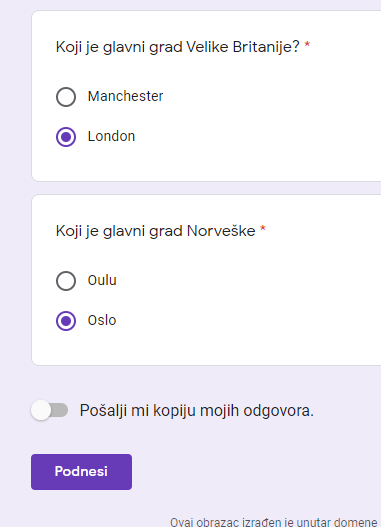 Koji je glavni grad Velike Britanije? *
Manchester
London
Koji je glavni grad Norveške *
Oulu
Oslo
Pošalji mi kopiju mojih odgovora.
Podnesi
Ovaj obrazac izrađen je unutar domene